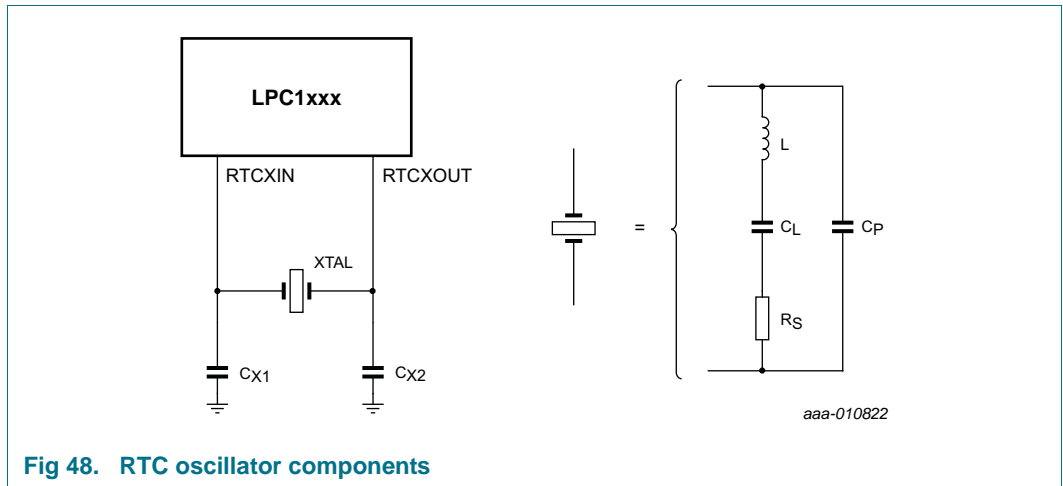 LPC1xxx
RTCXIN
RTCXOUT
XTAL
CX1
CX2
=
L
CL
CP
RS
aaa-010822
Fig 48. RTC oscillator components